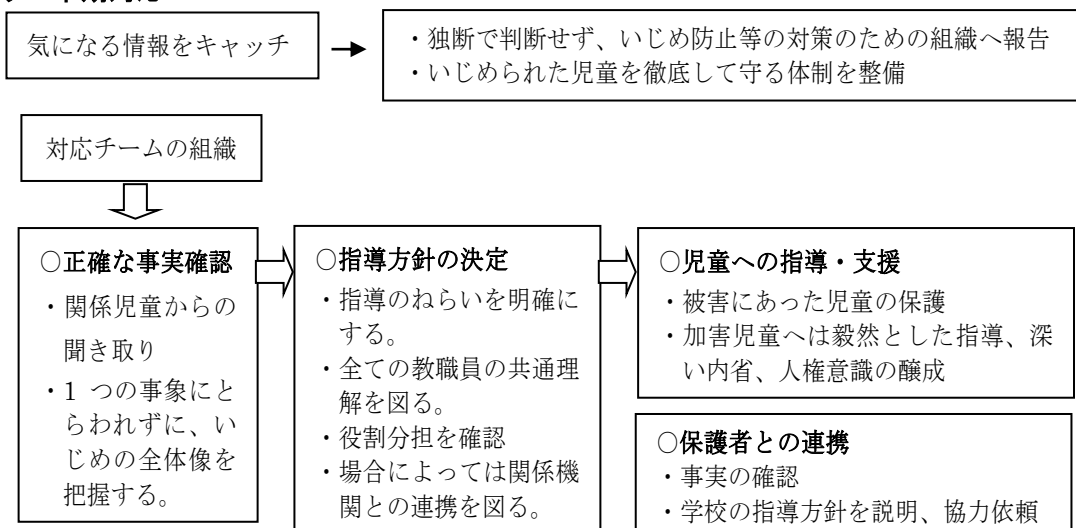 気になる情報をキャッチ
・独断で判断せず、いじめ防止等の対策のための組織へ報告
・いじめられた児童を徹底して守る体制を整備
対応チームの組織
○正確な事実確認
・関係児童からの
聞き取り
・1 つの事象にと
らわれずに、い
じめの全体像を
把握する。
○指導方針の決定
・指導のねらいを明確に
する。
・全ての教職員の共通理
解を図る。
・役割分担を確認
・場合によっては関係機
関との連携を図る。
○児童への指導・支援
・被害にあった児童の保護
・加害児童へは毅然とした指導、深
い内省、人権意識の醸成
○保護者との連携
・事実の確認
・学校の指導方針を説明、協力依頼